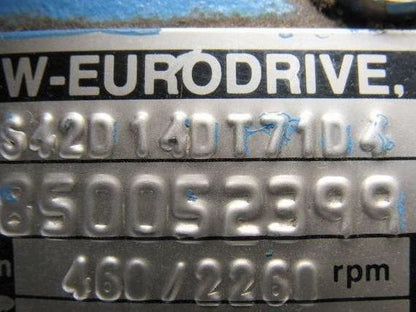 W-EURODRIVE,
S42D14DT71D4
850052399
460/2260 rpm